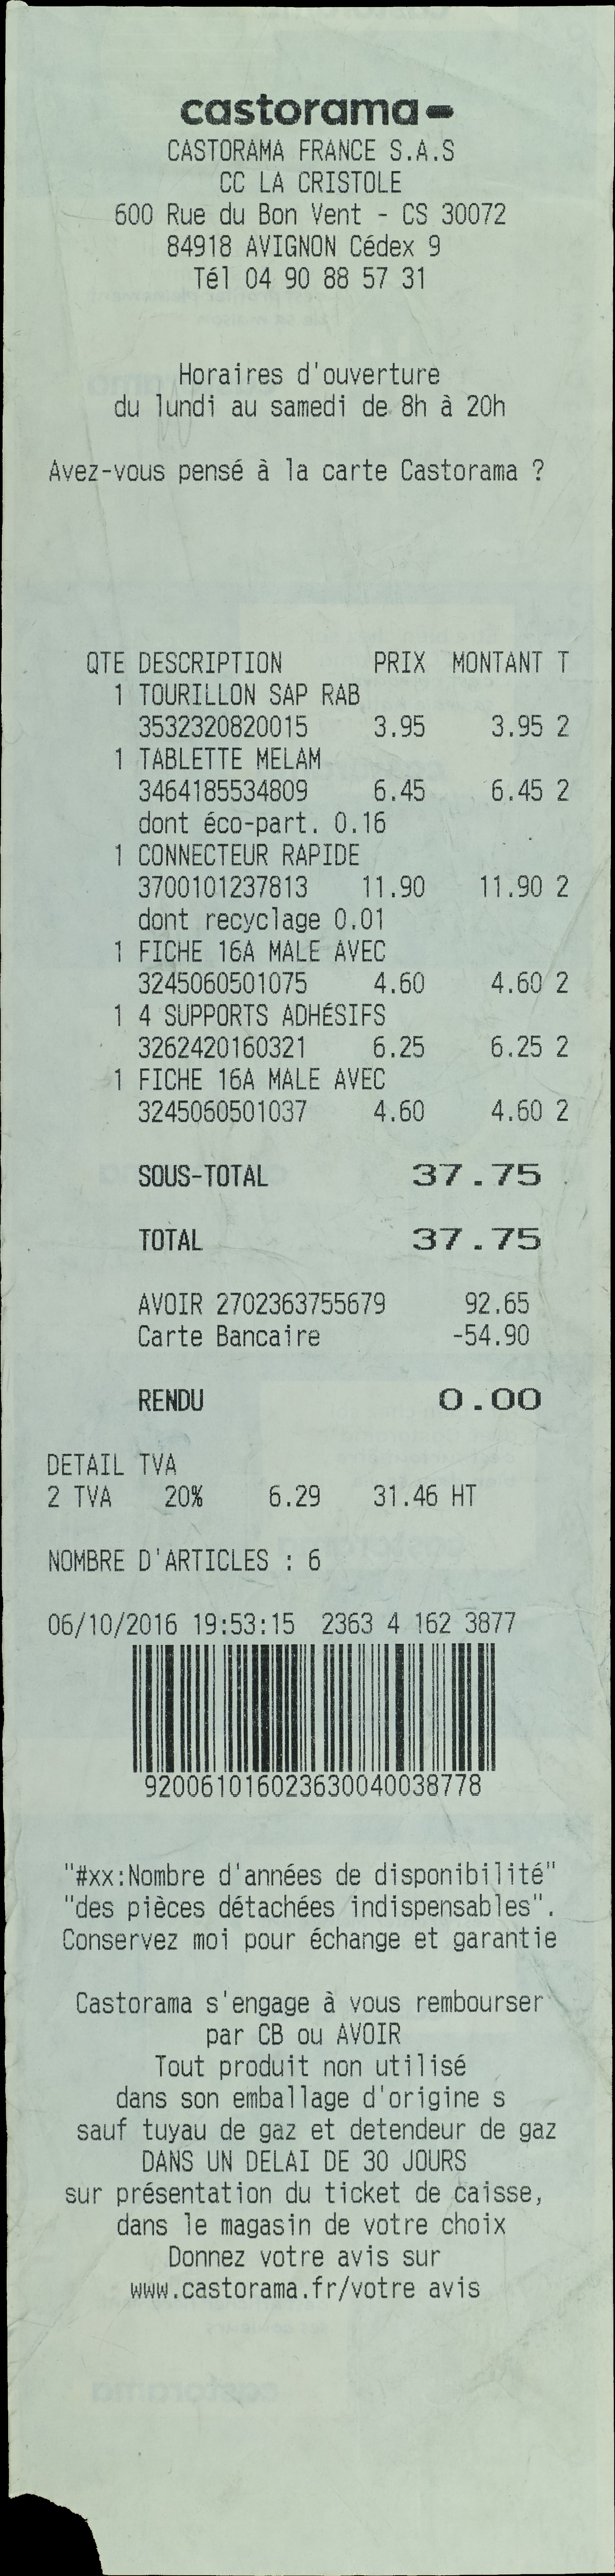 castorama
CASTORAMA FRANCE S.A.S
CC LA CRISTOLE
600 Rue du Bon Vent - CS 30072
84918 AVIGNON Cédex 9
Tél 04 90 88 57 31
Horaires d'ouverture
du lundi au samedi de 8h à 20h
Avez-vous pensé à la carte Castorama ?
QTE DESCRIPTION PRIX MONTANT T
1 TOURILLON SAP RAB
3532320820015 3.95 3.95 2
1 TABLETTE MELAM
3464185534809 6.45 6.45 2
dont éco-part. 0.16
1 CONNECTEUR RAPIDE
3700101237813 11.90 11.90 2
dont recyclage 0.01
1 FICHE 16A MALE AVEC
3245060501075 4.60 4.60 2
1 4 SUPPORTS ADHÉSIFS
3262420160321 6.25 6.25 2
1 FICHE 16A MALE AVEC
3245060501037 4.60 4.60 2
SOUS-TOTAL 37.75
TOTAL 37.75
AVOIR 2702363755679 92.65
Carte Bancaire -54.90
RENDU 0.00
DETAIL TVA
2 TVA 20% 6.29 31.46 HT
NOMBRE D'ARTICLES : 6
06/10/2016 19:53:15 2363 4 162 3877
920061016023630040038778
"#xx:Nombre d'années de disponibilité"
"des pièces détachées indispensables".
Conservez moi pour échange et garantie
Castorama s'engage à vous rembourser
par CB ou AVOIR
Tout produit non utilisé
dans son emballage d'origine s
sauf tuyau de gaz et detendeur de gaz
DANS UN DELAI DE 30 JOURS
sur présentation du ticket de caisse,
dans le magasin de votre choix
Donnez votre avis sur
www.castorama.fr/votre avis